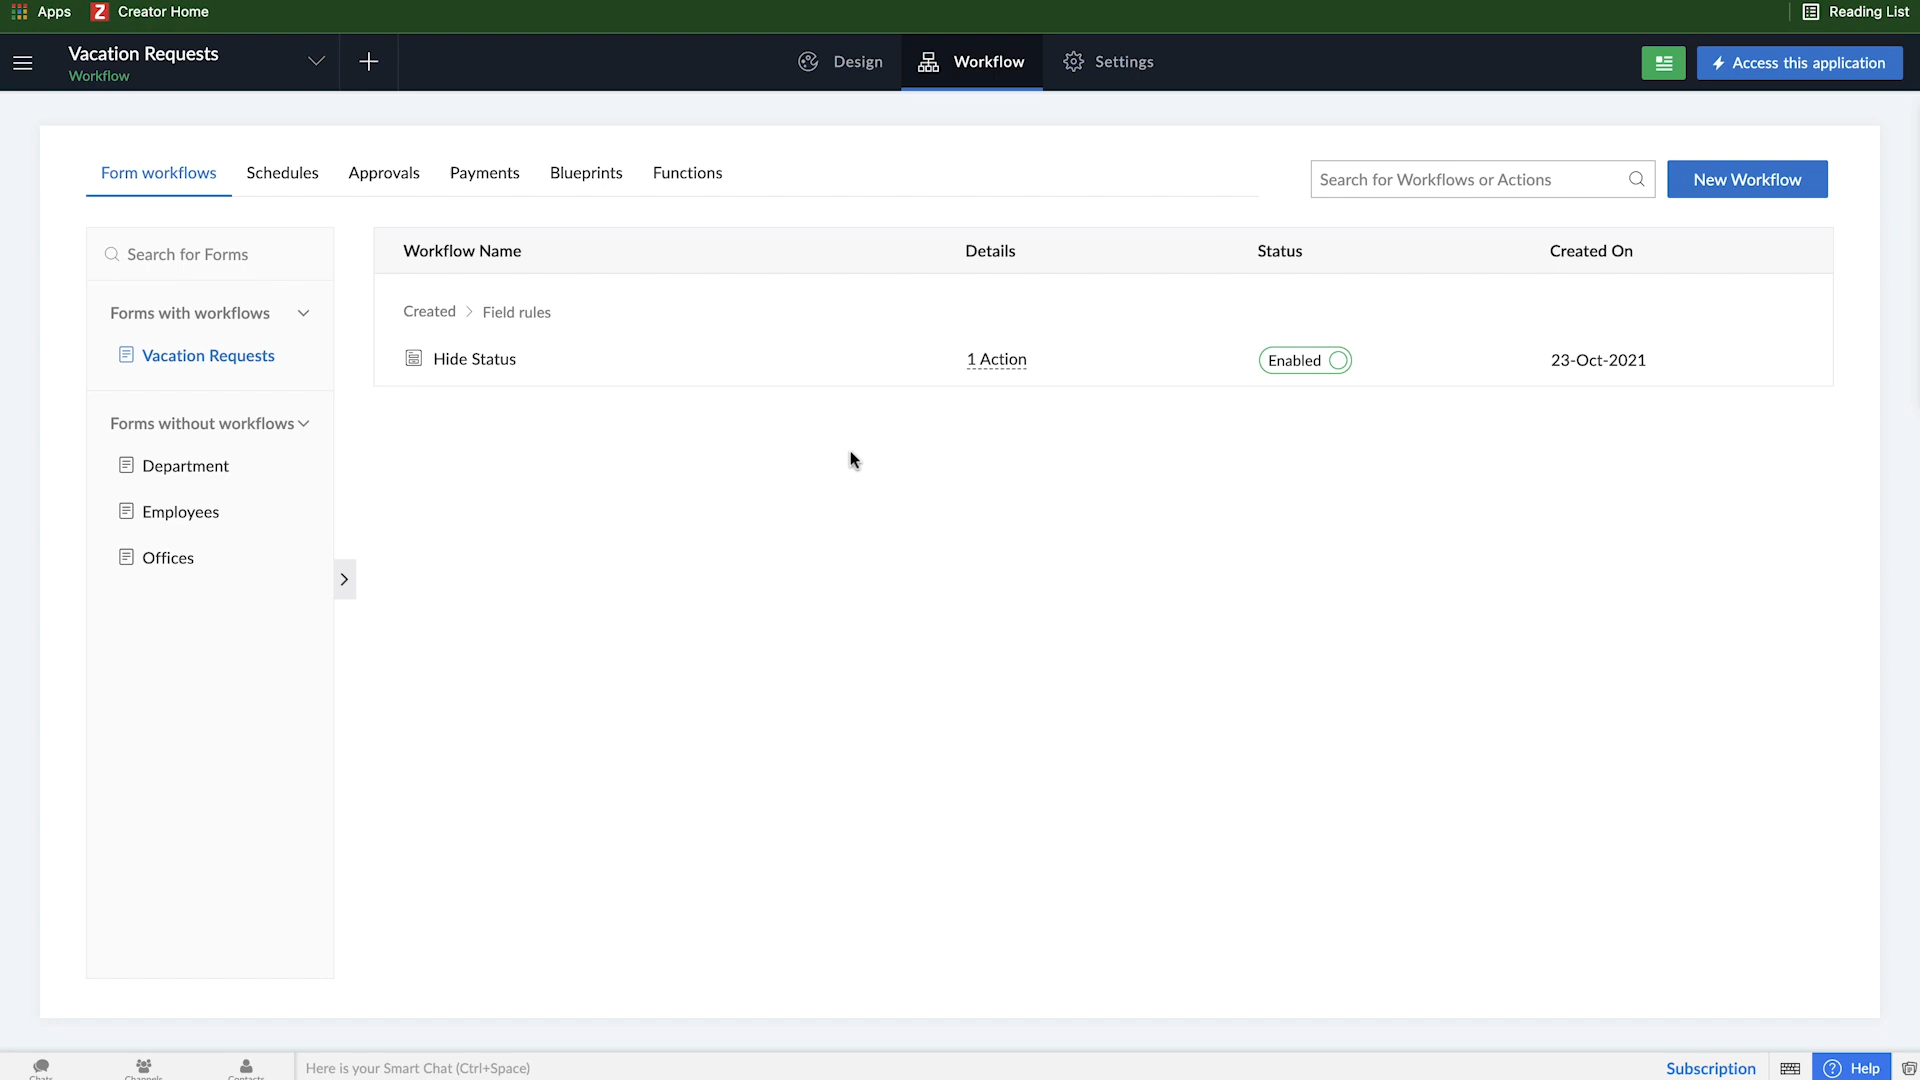 Apps
Creator Home
Reading List
Vacation Requests
Workflow
Design
Workflow
Settings
Access this application
Form workflows
Schedules
Approvals
Payments
Blueprints
Functions
Search for Workflows or Actions
New Workflow
Search for Forms
Forms with workflows
Vacation Requests
Forms without workflows
Department
Employees
Offices
Workflow Name
Details
Status
Created On
Created > Field rules
Hide Status
1 Action
Enabled
23-Oct-2021
Chats
Channels
Contacts
Here is your Smart Chat (Ctrl+Space)
Subscription
Help